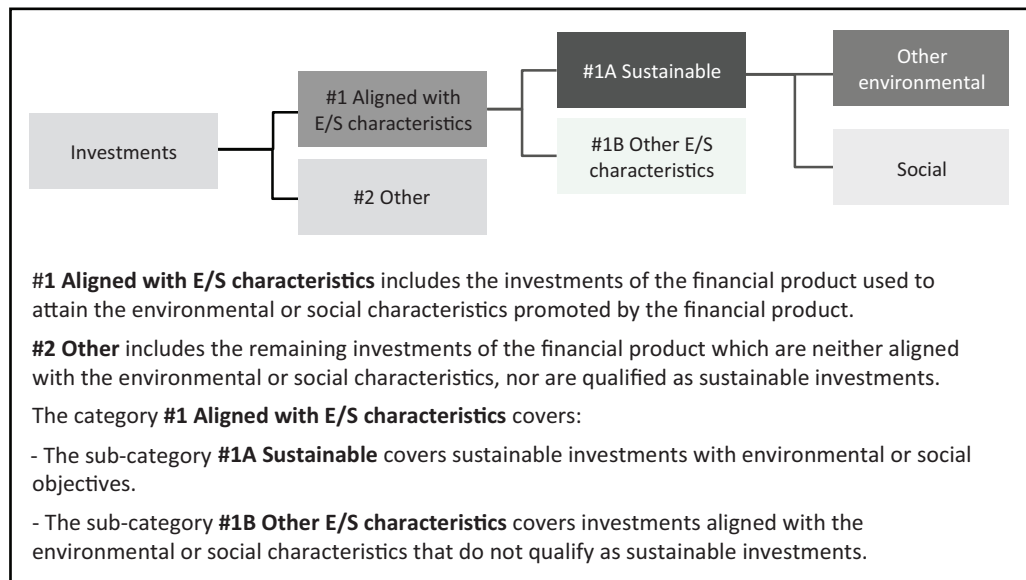 Investments
#1 Aligned with
E/S characteristics
#2 Other
#1A Sustainable
#1B Other E/S
characteristics
Other
environmental
Social
#1 Aligned with E/S characteristics includes the investments of the financial product used to
attain the environmental or social characteristics promoted by the financial product.
#2 Other includes the remaining investments of the financial product which are neither aligned
with the environmental or social characteristics, nor are qualified as sustainable investments.
The category #1 Aligned with E/S characteristics covers:
- The sub-category #1A Sustainable covers sustainable investments with environmental or social
objectives.
- The sub-category #1B Other E/S characteristics covers investments aligned with the
environmental or social characteristics that do not qualify as sustainable investments.